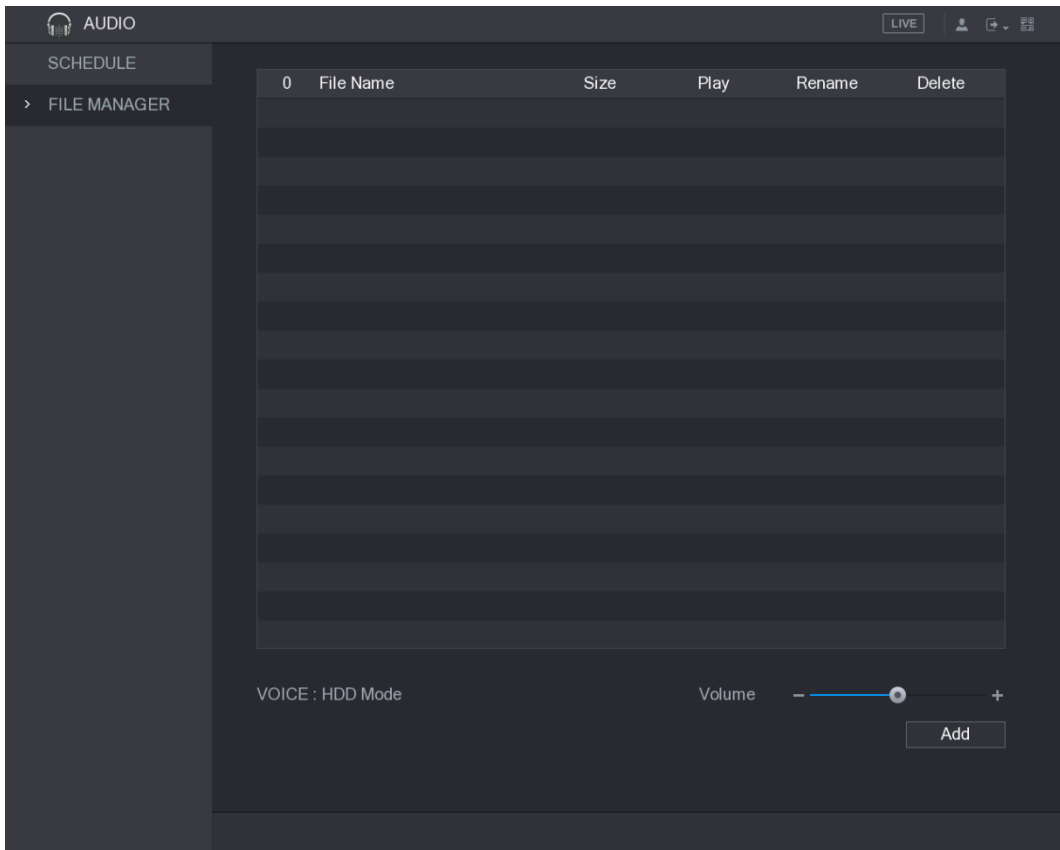 AUDIO LIVE
SCHEDULE
FILE MANAGER
0 File Name Size Play Rename Delete
VOICE : HDD Mode Volume - +
Add